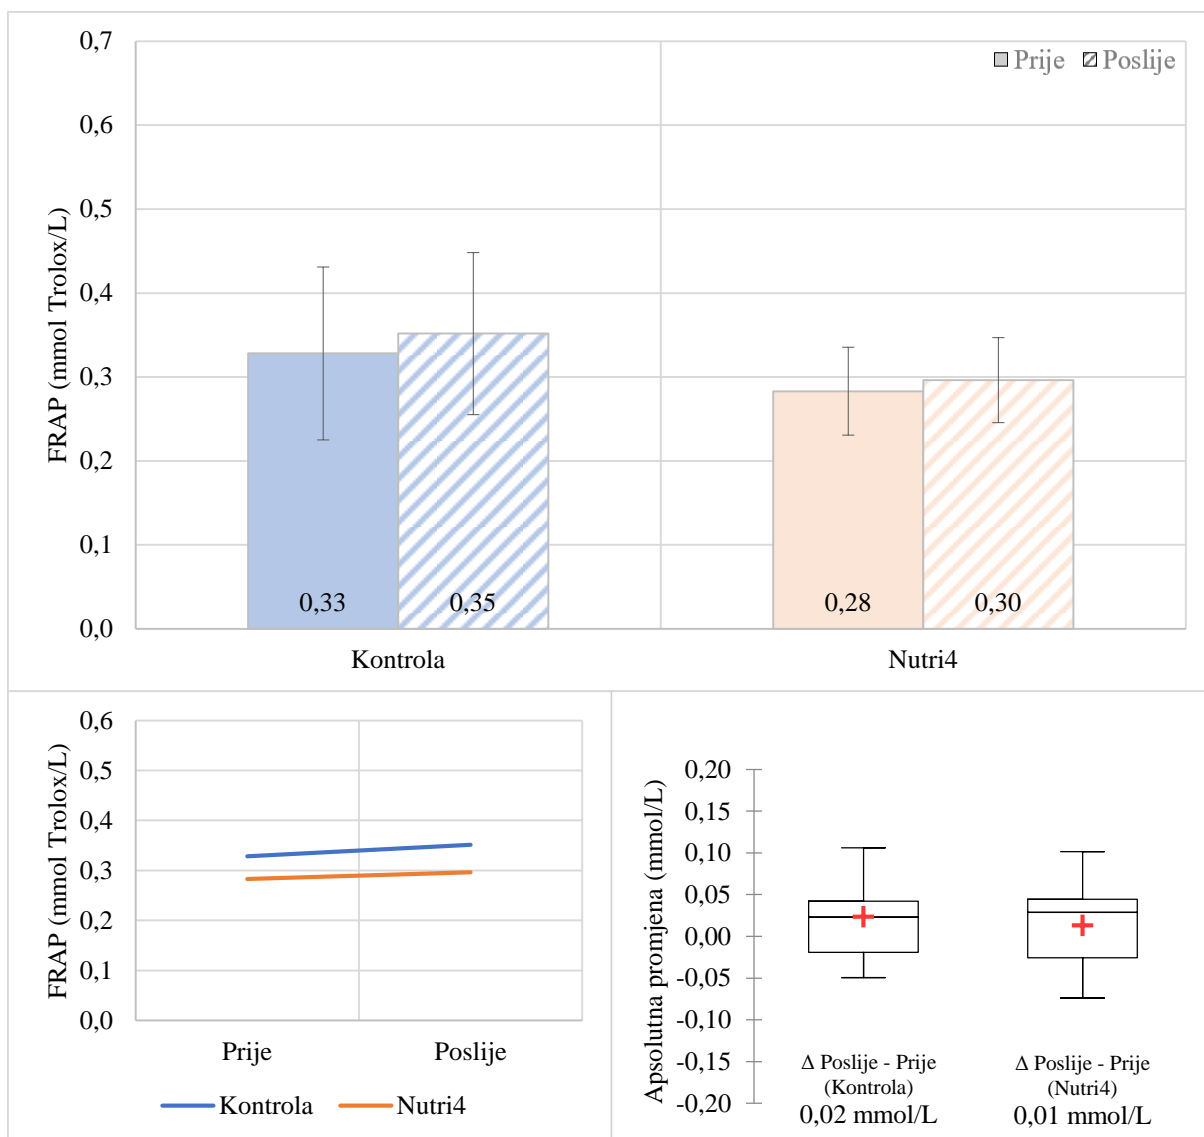 FRAP (mmol Trolox/L)
0,7
0,6
0,5
0,4
0,3
0,2
0,1
0,0
Prije Poslije
0,33 0,35 0,28 0,30
Kontrola Nutri4
FRAP (mmol Trolox/L)
0,6
0,5
0,4
0,3
0,2
0,1
0,0
Prije Poslije
Kontrola Nutri4
Apsolutna promjena (mmol/L)
0,20
0,15
0,10
0,05
0,00
-0,05
-0,10
-0,15
-0,20
Δ Poslije - Prije
(Kontrola)
0,02 mmol/L
Δ Poslije - Prije
(Nutri4)
0,01 mmol/L